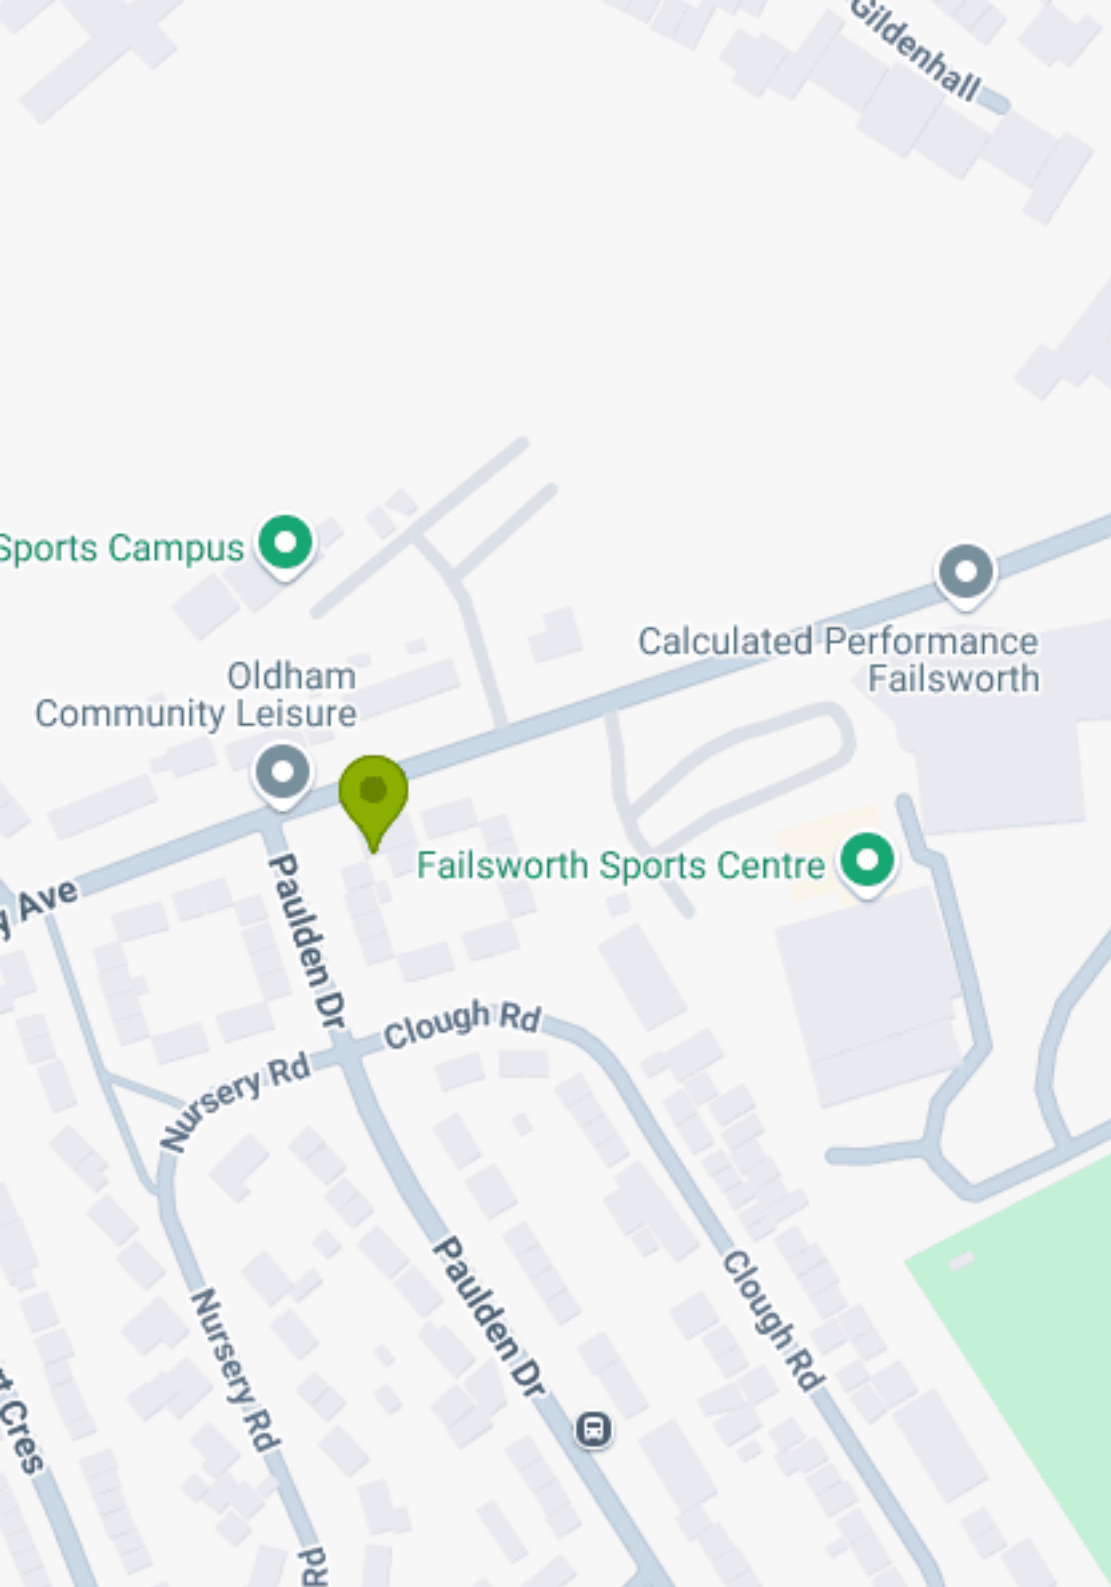 Gildenhall
Sports Campus
Calculated Performance
Failsworth
Oldham
Community Leisure
Failsworth Sports Centre
Ave
Paulden Dr
Clough Rd
Nursery Rd
Paulden Dr
Clough Rd
Nursery Rd
Cres
Rd